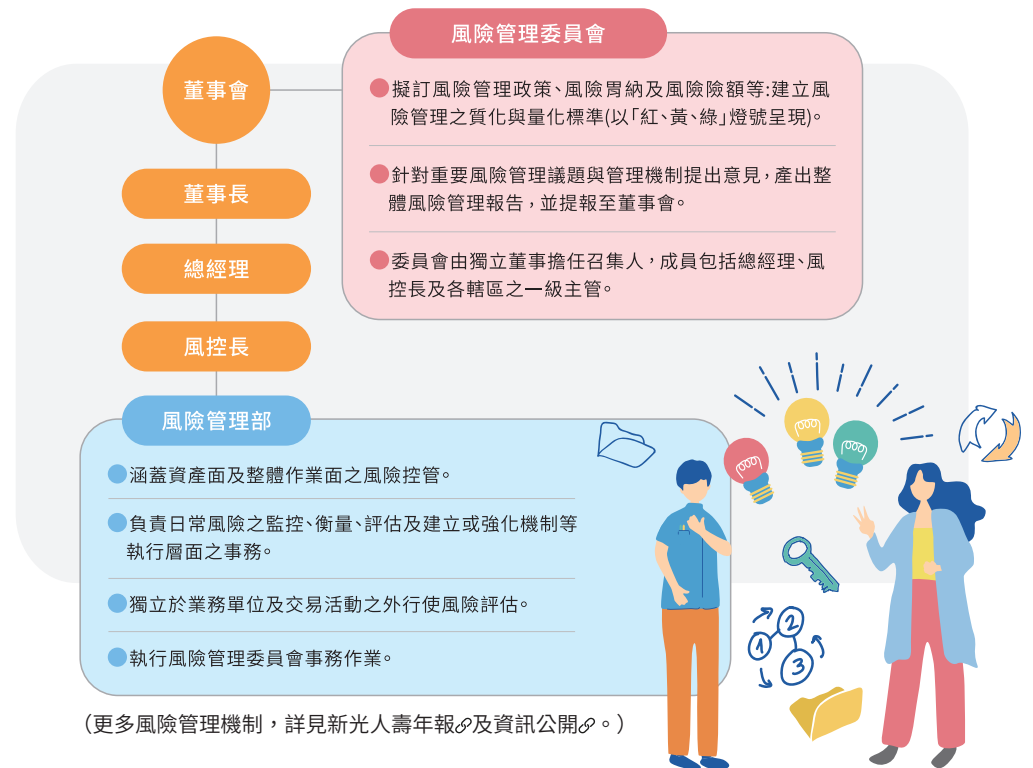 董事會
董事長
總經理
風控長
風險管理委員會
●擬訂風險管理政策、風險胃納及風險險額等:建立風
險管理之質化與量化標準(以「紅、黃、綠」燈號呈現)。
●針對重要風險管理議題與管理機制提出意見，產出整
體風險管理報告，並提報至董事會。
●委員會由獨立董事擔任召集人，成員包括總經理、風
控長及各轄區之一級主管。
風險管理部
●涵蓋資產面及整體作業面之風險控管。
●負責日常風險之監控、衡量、評估及建立或強化機制等
執行層面之事務。
●獨立於業務單位及交易活動之外行使風險評估。
●執行風險管理委員會事務作業。
1
2
3
（更多風險管理機制，詳見新光人壽年報及資訊公開。）